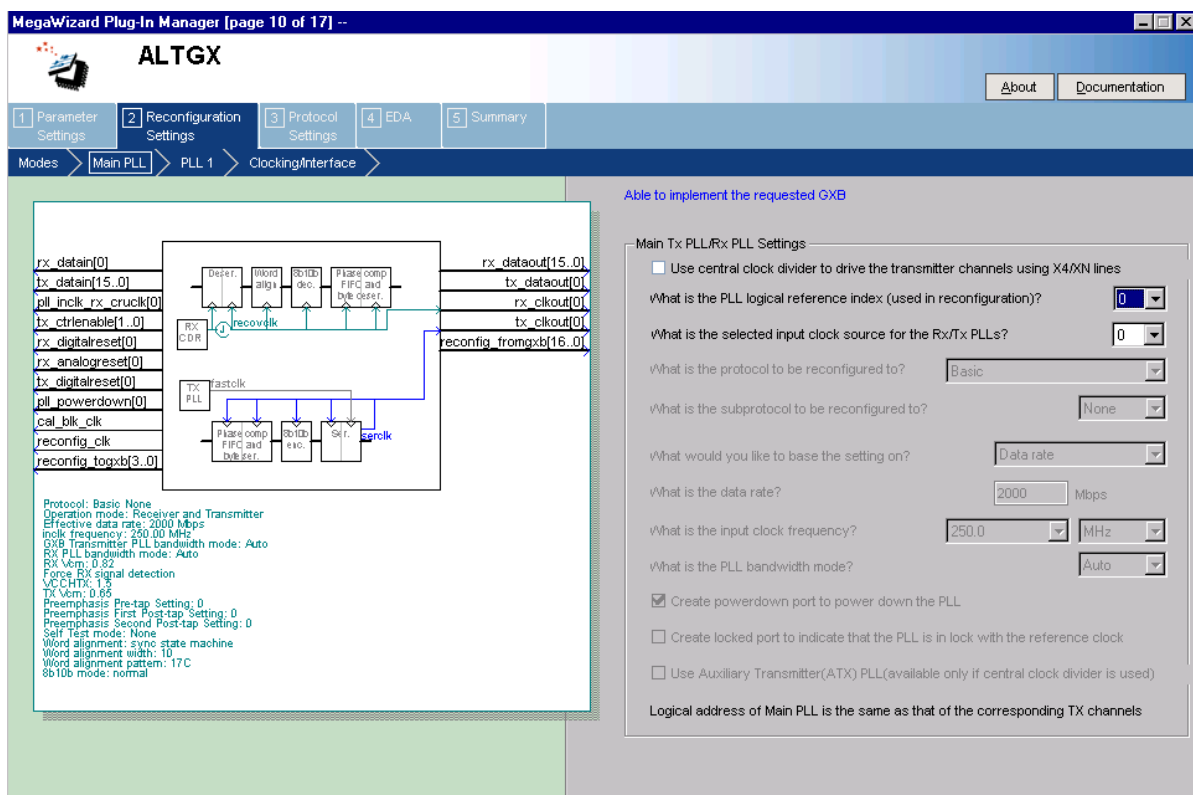 MegaWizard Plug-In Manager [page 10 of 17] --
ALTGX
About
Documentation
1 Parameter Settings
2 Reconfiguration Settings
3 Protocol Settings
4 EDA
5 Summary
Modes
Main PLL
PLL 1
Clocking/Interface
rx_datain[0]
tx_datain[15..0]
pll_inclk_rx_cruclk[0]
tx_ctrlenable[1..0]
rx_digitalreset[0]
rx_analogreset[0]
tx_digitalreset[0]
pll_powerdown[0]
cal_blk_clk
reconfig_clk
reconfig_togxb[3..0]
Deser.
Word align.
8b10b dec.
Phase comp FIFO and byte deser.
RX CDR
recovclk
TX PLL
fastclk
Phase comp FIFO and byte ser.
8b10b enc.
Ser.
serclk
rx_dataout[15..0]
tx_dataout[0]
rx_clkout[0]
tx_clkout[0]
reconfig_fromgxb[16..0]
Protocol: Basic None
Operation mode: Receiver and Transmitter
Effective data rate: 2000 Mbps
inclk frequency: 250.00 MHz
GXB Transmitter PLL bandwidth mode: Auto
RX PLL bandwidth mode: Auto
RX Vcm: 0.82
Force RX signal detection
VCCHTX: 1.5
TX Vcm: 0.65
Preemphasis Pre-tap Setting: 0
Preemphasis First Post-tap Setting: 0
Preemphasis Second Post-tap Setting: 0
Self Test mode: None
Word alignment: sync state machine
Word alignment width: 10
Word alignment pattern: 17C
8b10b mode: normal
Able to implement the requested GXB
Main Tx PLL/Rx PLL Settings
Use central clock divider to drive the transmitter channels using X4/XN lines
What is the PLL logical reference index (used in reconfiguration)? 0
What is the selected input clock source for the Rx/Tx PLLs? 0
What is the protocol to be reconfigured to? Basic
What is the subprotocol to be reconfigured to? None
What would you like to base the setting on? Data rate
What is the data rate? 2000 Mbps
What is the input clock frequency? 250.0 MHz
What is the PLL bandwidth mode? Auto
Create powerdown port to power down the PLL
Create locked port to indicate that the PLL is in lock with the reference clock
Use Auxiliary Transmitter(ATX) PLL(available only if central clock divider is used)
Logical address of Main PLL is the same as that of the corresponding TX channels